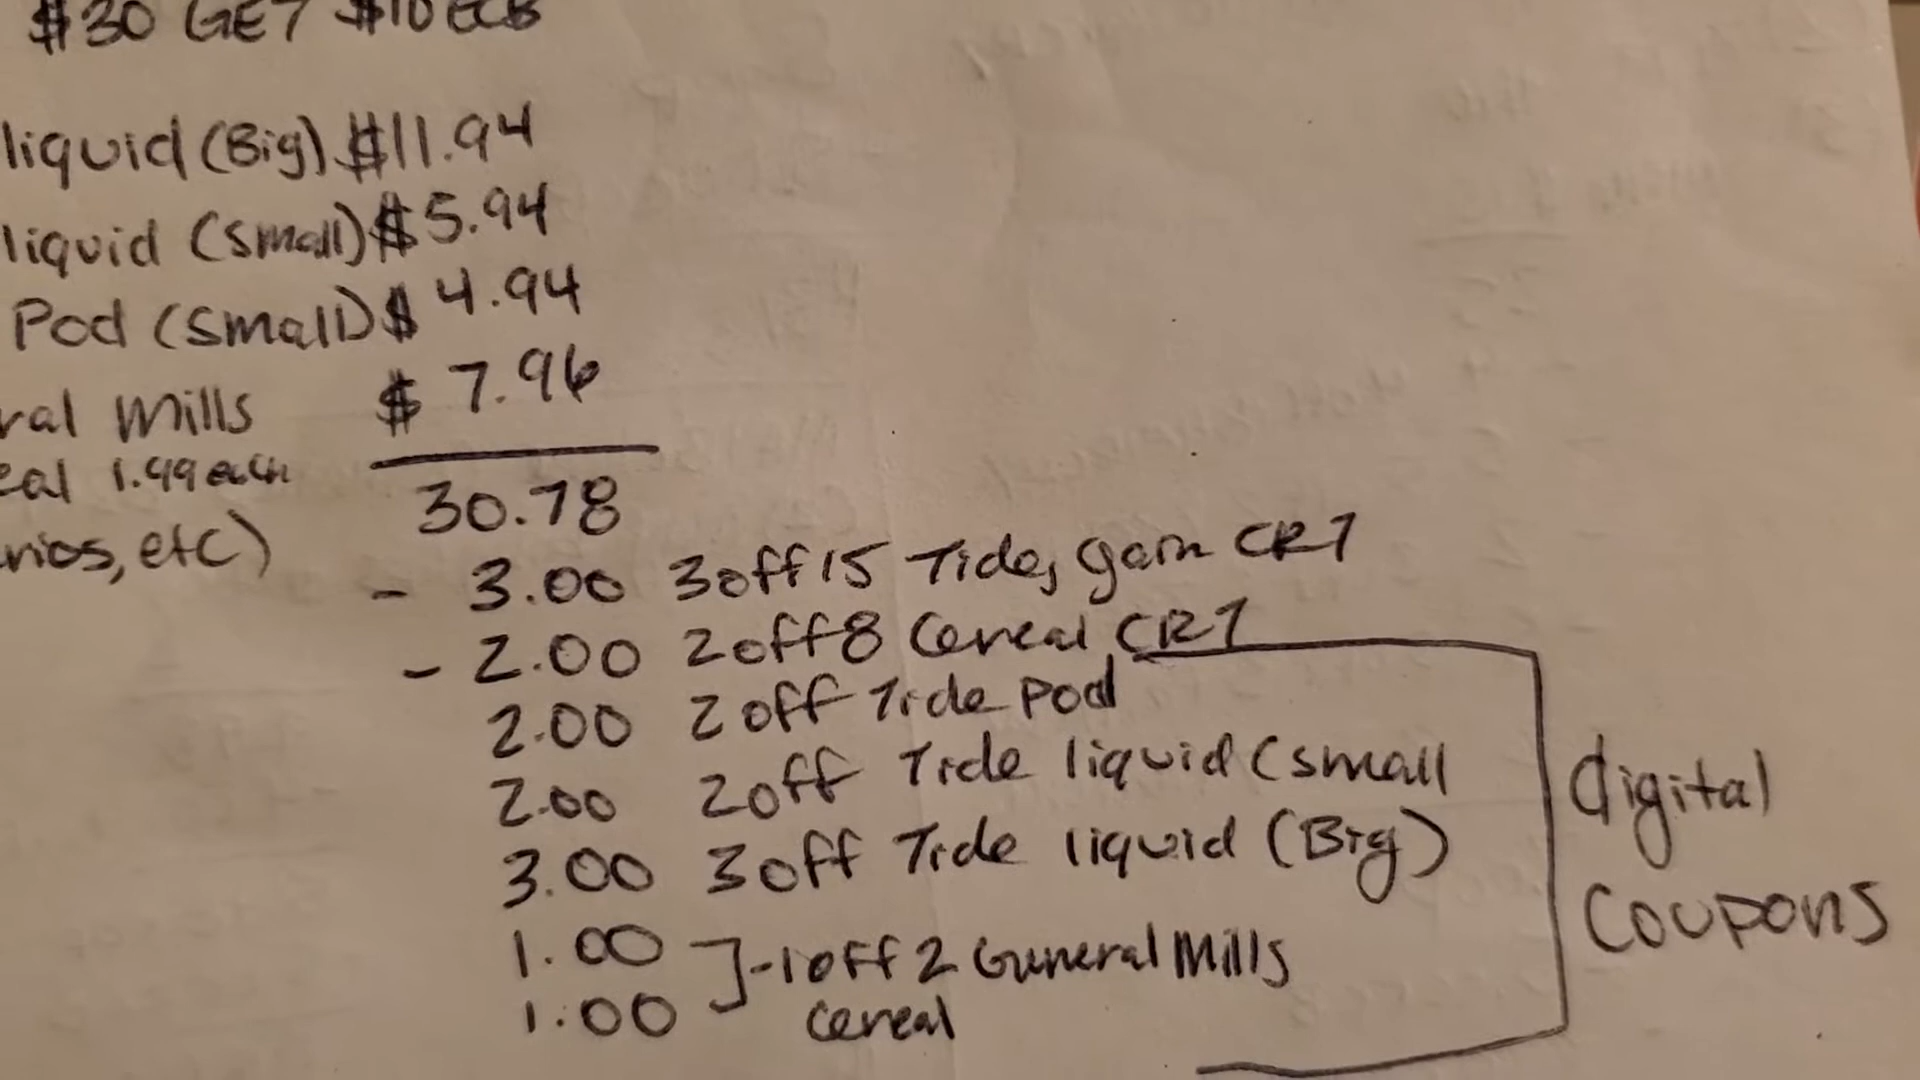 $30 GET $10 ECB
liquid (Big) $11.94
liquid (small) $5.94
Pod (small) $ 4.94
ral Mills $ 7.96
eal 1.99 each
rios, etc)
30.78
- 3.00 3off15 Tide, gain CRT
- 2.00 2off8 Cereal CRT
2.00 2off Tide pod
2.00 2off Tide liquid (small
3.00 3off Tide liquid (Big)
1.00 ]-1off 2 General Mills
1.00 cereal
digital
Coupons